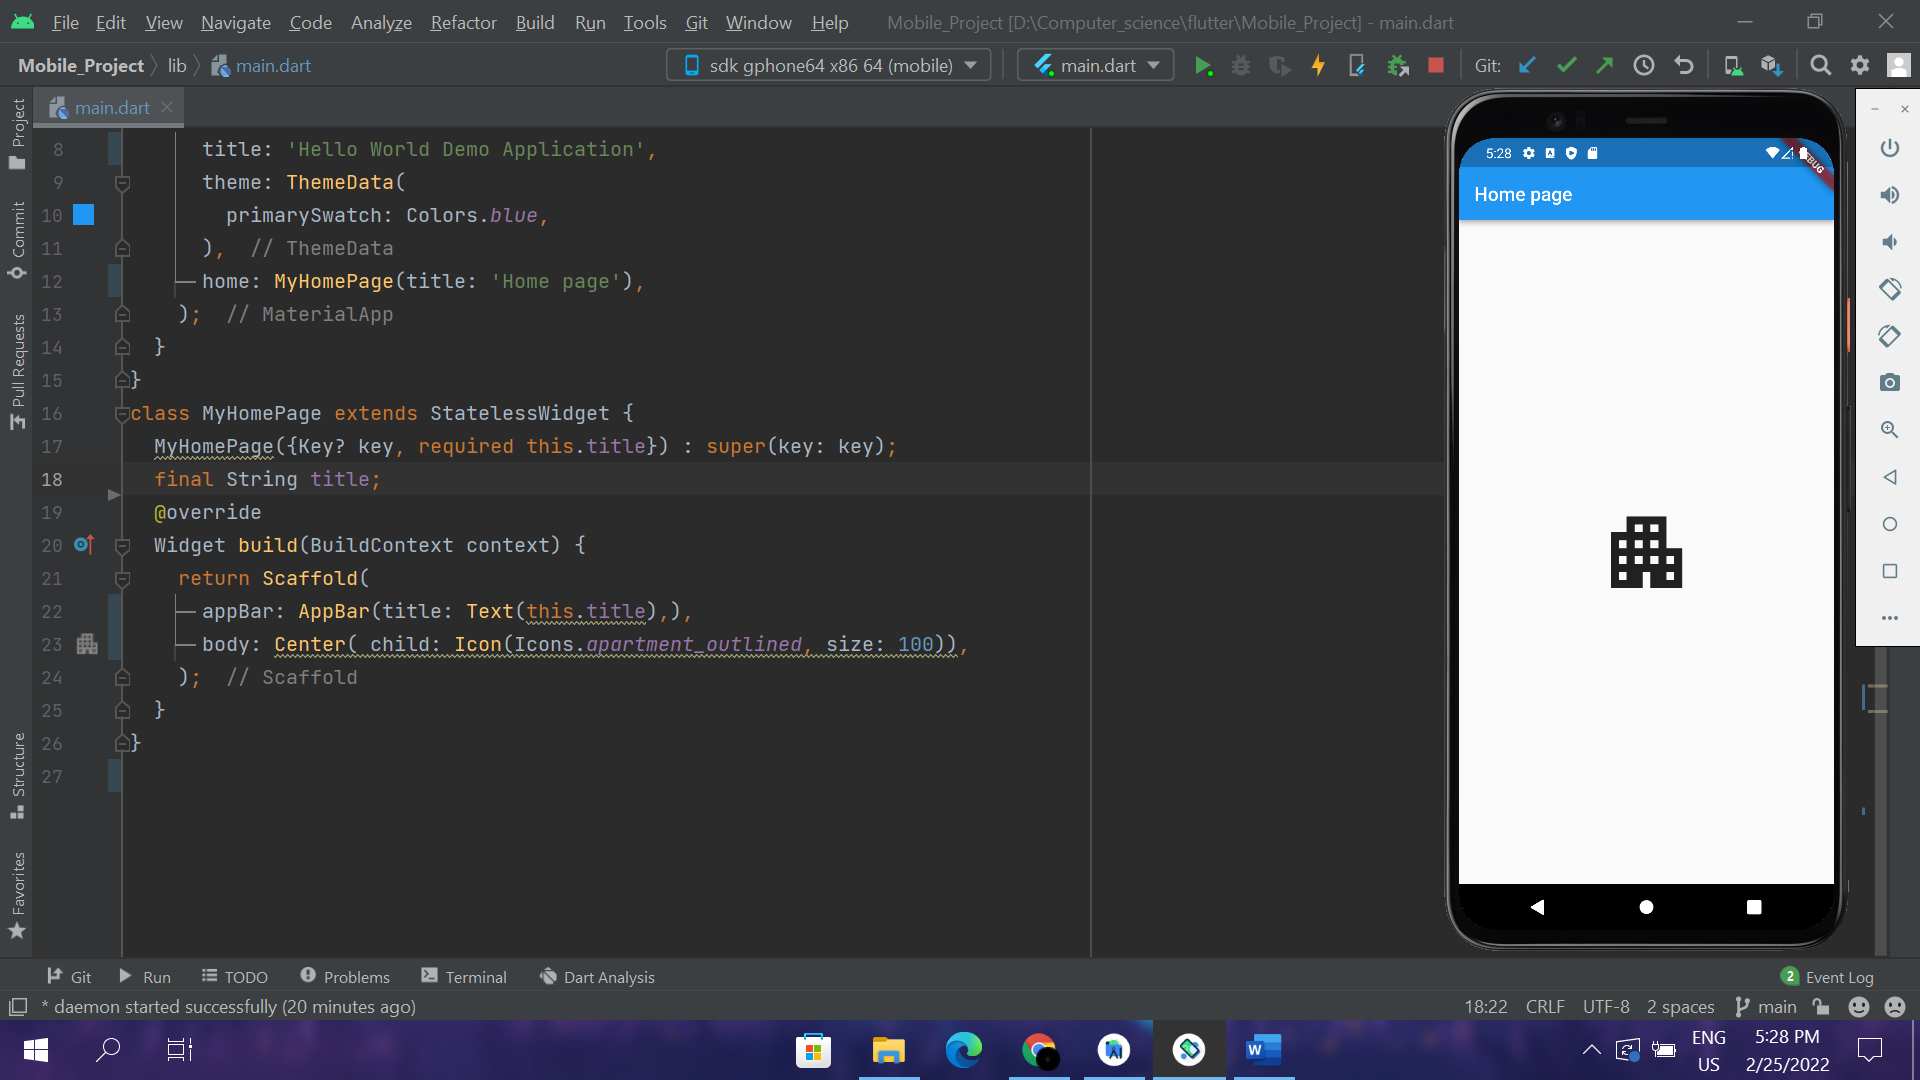 File Edit View Navigate Code Analyze Refactor Build Run Tools Git Window Help Mobile_Project [D:\Computer_science\flutter\Mobile_Project] - main.dart
Mobile_Project lib main.dart sdk gphone64 x86 64 (mobile) main.dart Git:
main.dart
Project
Commit
Pull Requests
Structure
Favorites
8 title: 'Hello World Demo Application',
9 theme: ThemeData(
10 primarySwatch: Colors.blue,
11 ), // ThemeData
12 home: MyHomePage(title: 'Home page'),
13 ); // MaterialApp
14 }
15 }
16 class MyHomePage extends StatelessWidget {
17 MyHomePage({Key? key, required this.title}) : super(key: key);
18 final String title;
19 @override
20 Widget build(BuildContext context) {
21 return Scaffold(
22 appBar: AppBar(title: Text(this.title),),
23 body: Center( child: Icon(Icons.apartment_outlined, size: 100)),
24 ); // Scaffold
25 }
26 }
27
5:28
Home page
Git Run TODO Problems Terminal Dart Analysis 2 Event Log
* daemon started successfully (20 minutes ago) 18:22 CRLF UTF-8 2 spaces main
W
ENG 5:28 PM
US 2/25/2022